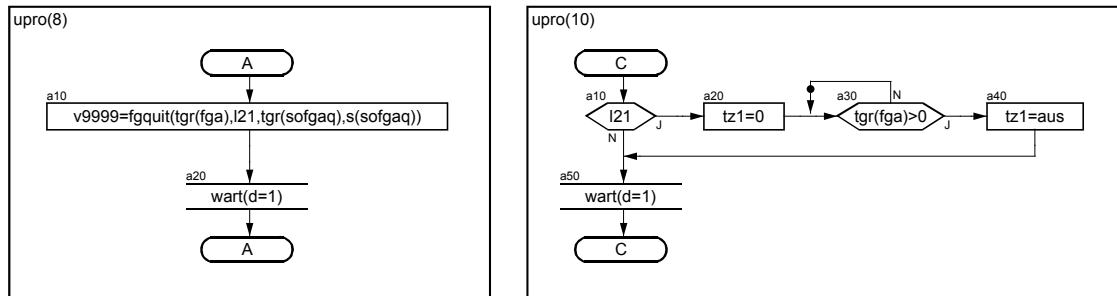 upro(8)
A
a10
v9999=fgquit(tgr(fga),l21,tgr(sofgaq),s(sofgaq))
a20
wart(d=1)
A
upro(10)
C
a10
l21
J
N
a20
tz1=0
a30
tgr(fga)>0
N
J
a40
tz1=aus
a50
wart(d=1)
C